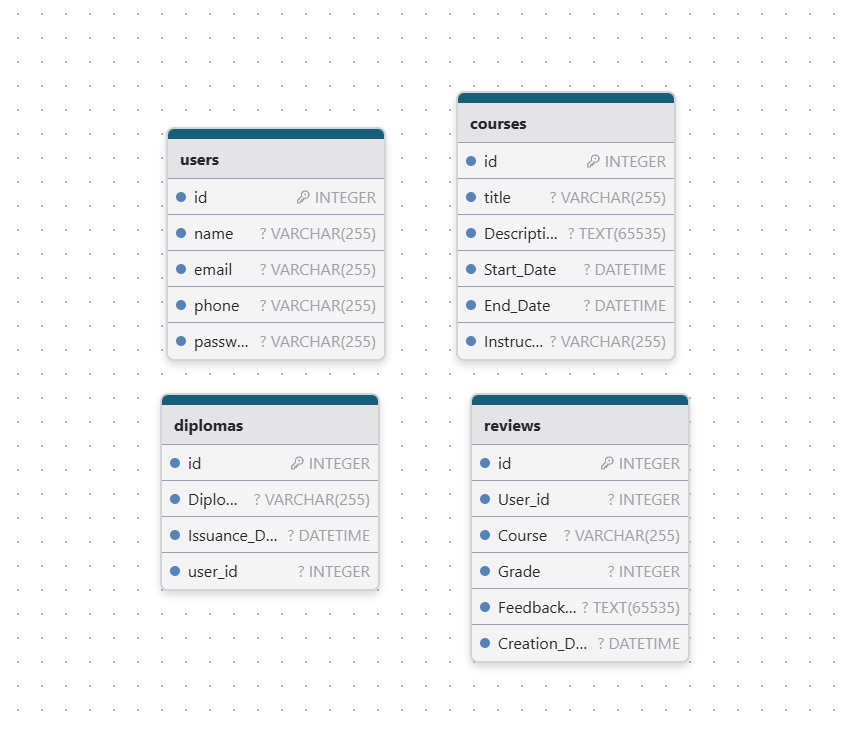 users
id INTEGER
name ? VARCHAR(255)
email ? VARCHAR(255)
phone ? VARCHAR(255)
passw... ? VARCHAR(255)
courses
id INTEGER
title ? VARCHAR(255)
Descripti... ? TEXT(65535)
Start_Date ? DATETIME
End_Date ? DATETIME
Instruc... ? VARCHAR(255)
diplomas
id INTEGER
Diplo... ? VARCHAR(255)
Issuance_D... ? DATETIME
user_id ? INTEGER
reviews
id INTEGER
User_id ? INTEGER
Course ? VARCHAR(255)
Grade ? INTEGER
Feedback... ? TEXT(65535)
Creation_D... ? DATETIME